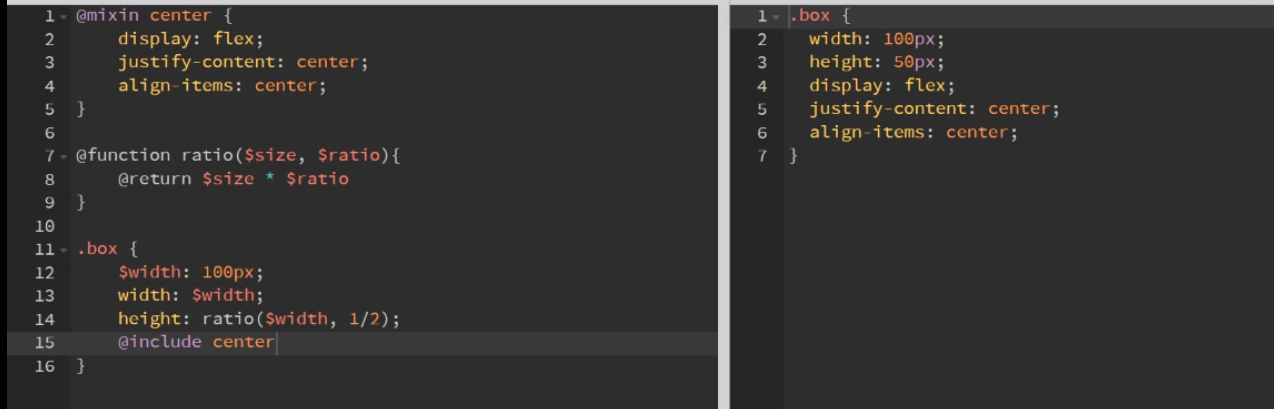 1 @mixin center {
2     display: flex;
3     justify-content: center;
4     align-items: center;
5 }
6
7 @function ratio($size, $ratio){
8     @return $size * $ratio
9 }
10
11 .box {
12     $width: 100px;
13     width: $width;
14     height: ratio($width, 1/2);
15     @include center
16 }
1 .box {
2   width: 100px;
3   height: 50px;
4   display: flex;
5   justify-content: center;
6   align-items: center;
7 }